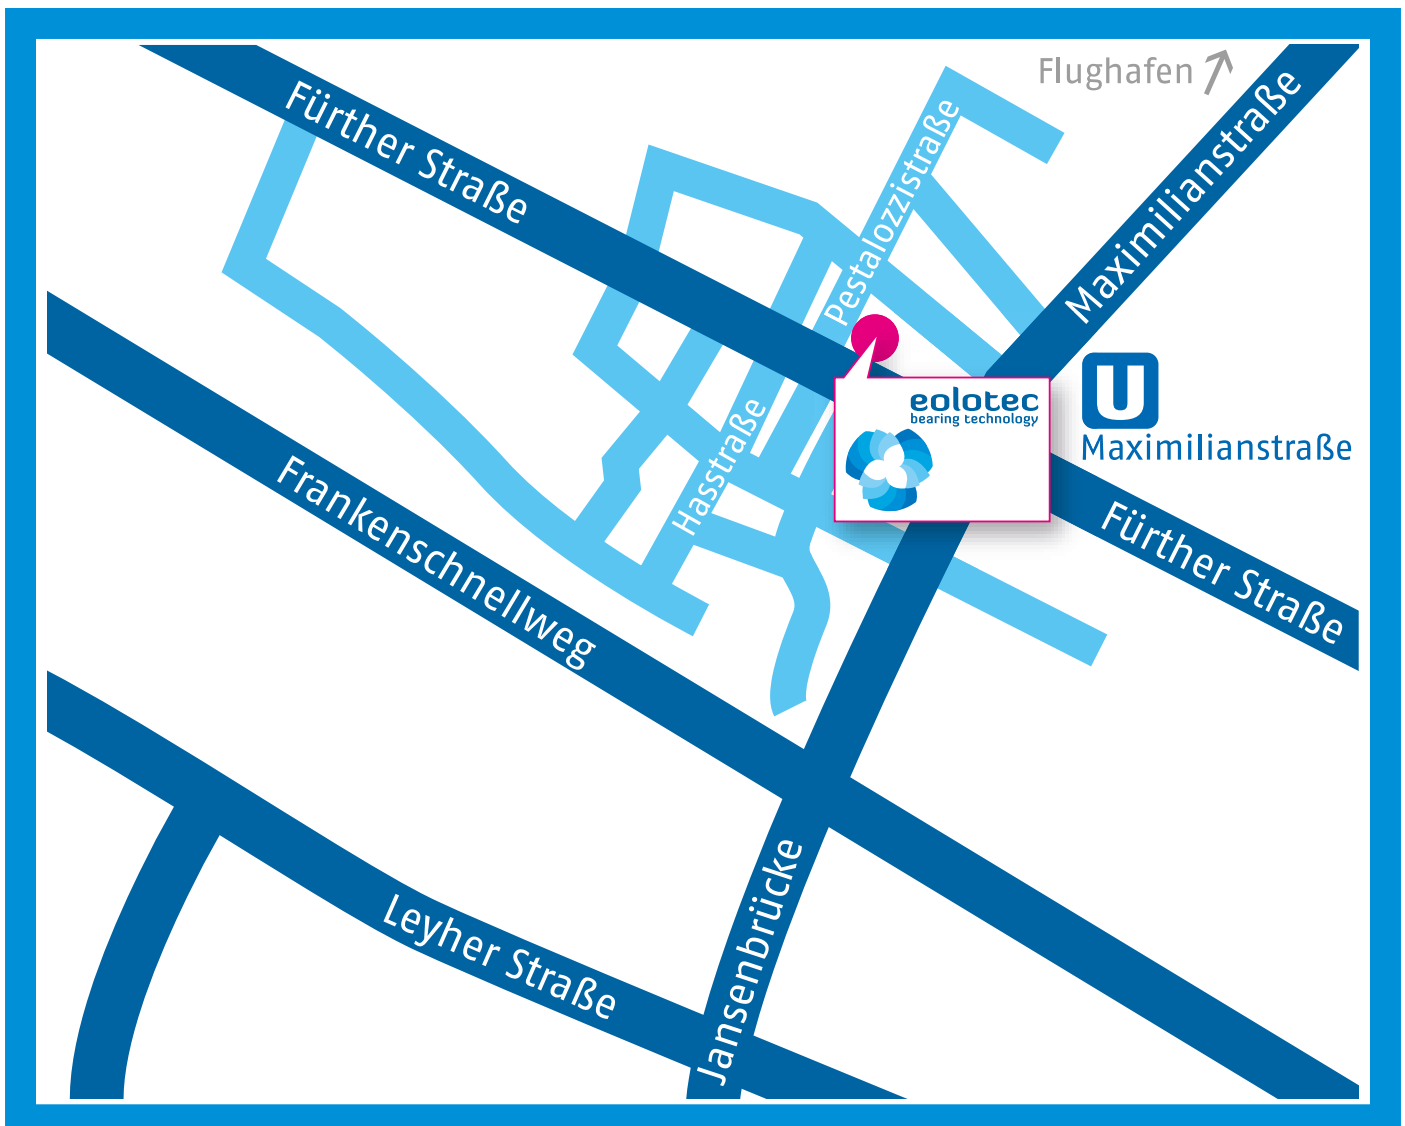 Flughafen
Fürther Straße
Pestalozzistraße
Maximilianstraße
eolotec
bearing technology
U
Maximilianstraße
Hasstraße
Frankenschnellweg
Fürther Straße
Jansenbrücke
Leyher Straße